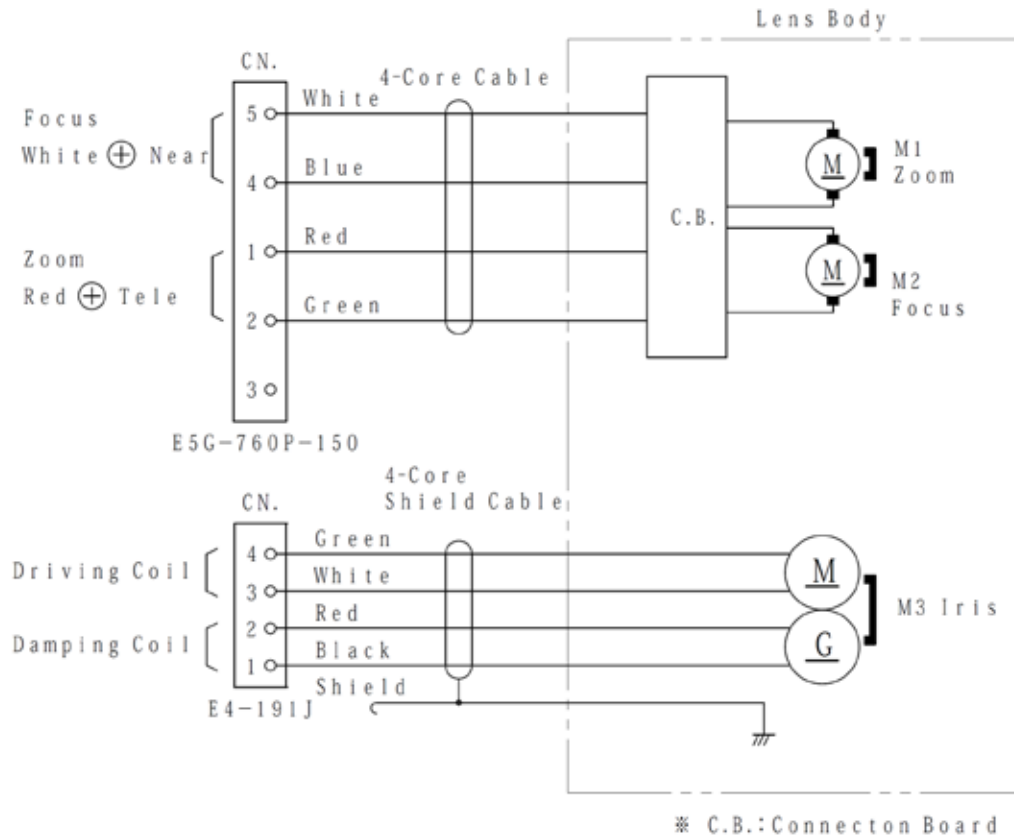 Lens Body
CN.
4-Core Cable
5
White
Focus
White ⊕ Near
4
Blue
M
M1
Zoom
C.B.
1
Red
Zoom
Red ⊕ Tele
M
M2
Focus
2
Green
3
E5G-760P-150
4-Core
Shield Cable
CN.
4
Green
Driving Coil
3
White
M
M3 Iris
2
Red
Damping Coil
1
Black
G
Shield
E4-191J
※ C.B.:Connecton Board